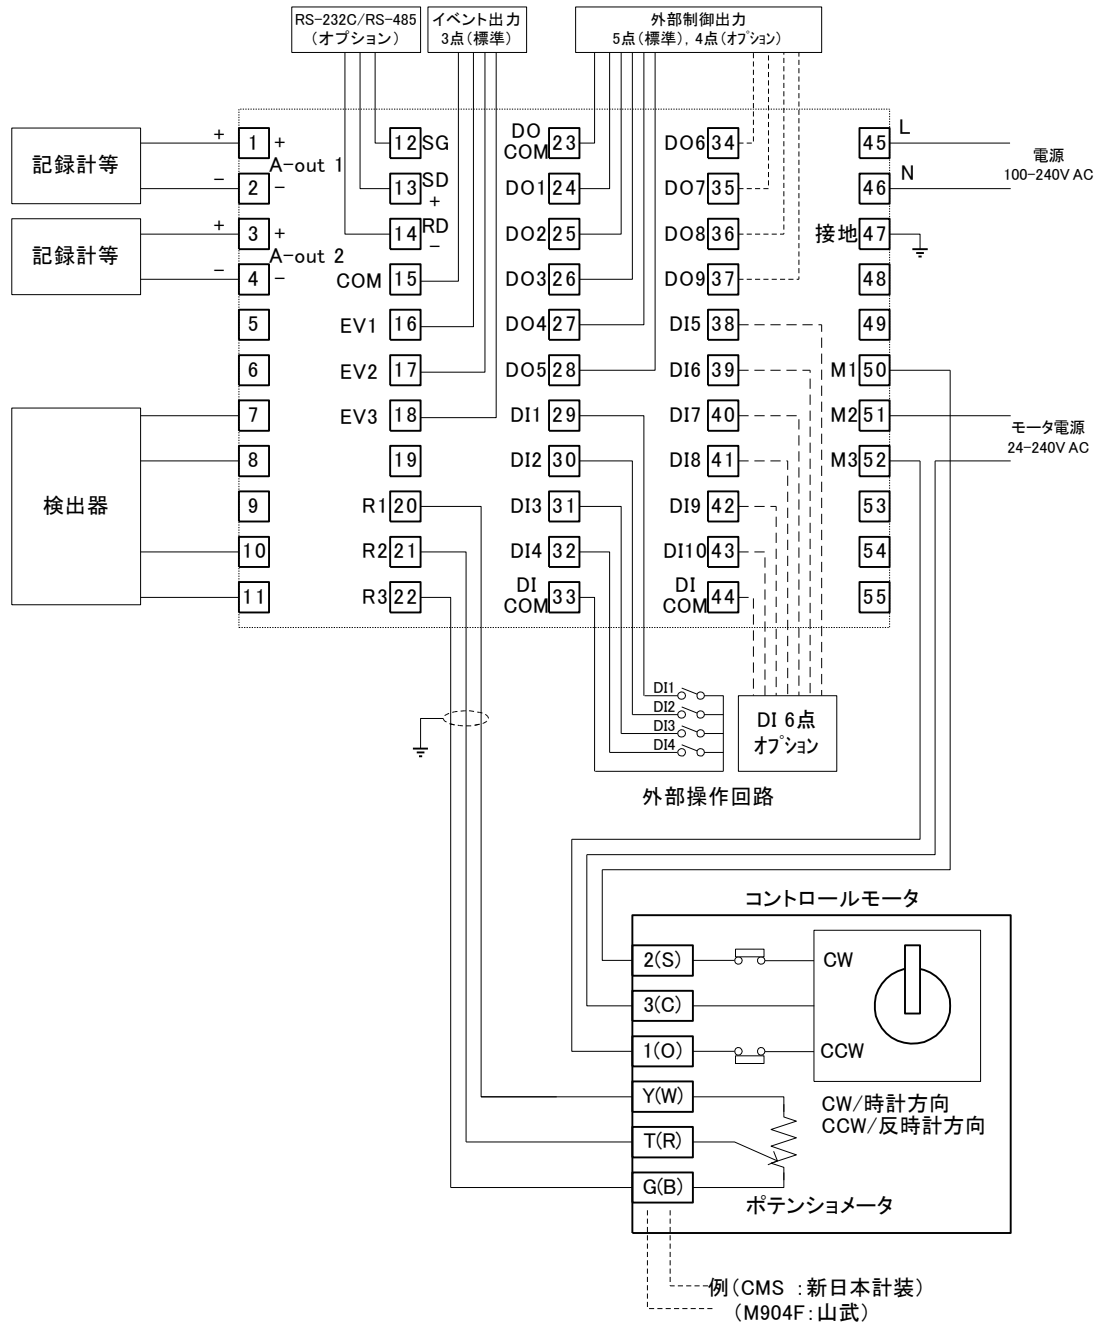 RS-232C/RS-485
(オプション)
イベント出力
3点(標準)
外部制御出力
5点(標準), 4点(オプション)
記録計等
+
-
1
+
A-out 1
2
-
記録計等
+
-
3
+
A-out 2
4
-
5
6
検出器
7
8
9
10
11
12
SG
13
SD
+
14
RD
-
COM
15
EV1
16
EV2
17
EV3
18
19
R1
20
R2
21
R3
22
DO
COM
23
DO1
24
DO2
25
DO3
26
DO4
27
DO5
28
DI1
29
DI2
30
DI3
31
DI4
32
DI
COM
33
DO6
34
DO7
35
DO8
36
DO9
37
DI5
38
DI6
39
DI7
40
DI8
41
DI9
42
DI10
43
DI
COM
44
45
L
46
N
電源
100-240V AC
接地
47
48
49
M1
50
M2
51
M3
52
モータ電源
24-240V AC
53
54
55
DI1
DI2
DI3
DI4
外部操作回路
DI 6点
オプション
コントロールモータ
2(S)
CW
3(C)
1(O)
CCW
Y(W)
CW/時計方向
CCW/反時計方向
T(R)
G(B)
ポテンショメータ
例(CMS :新日本計装)
(M904F:山武)